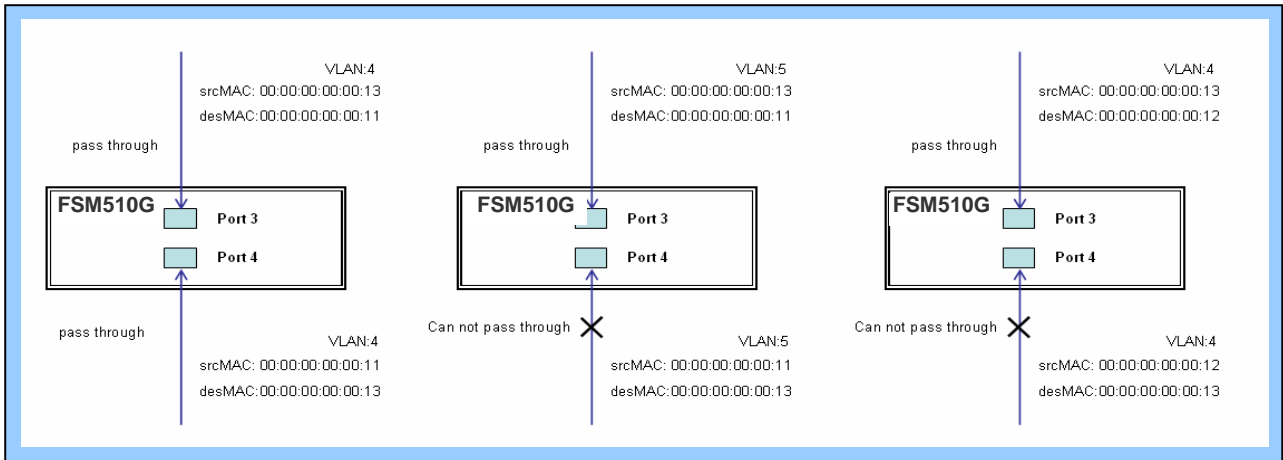 VLAN:4
srcMAC: 00:00:00:00:00:13
desMAC:00:00:00:00:00:11
pass through
FSM510G
Port 3
Port 4
pass through
VLAN:4
srcMAC: 00:00:00:00:00:11
desMAC:00:00:00:00:00:13
VLAN:5
srcMAC: 00:00:00:00:00:13
desMAC:00:00:00:00:00:11
pass through
FSM510G
Port 3
Port 4
Can not pass through
VLAN:5
srcMAC: 00:00:00:00:00:11
desMAC:00:00:00:00:00:13
VLAN:4
srcMAC: 00:00:00:00:00:13
desMAC:00:00:00:00:00:12
pass through
FSM510G
Port 3
Port 4
Can not pass through
VLAN:4
srcMAC: 00:00:00:00:00:12
desMAC:00:00:00:00:00:13